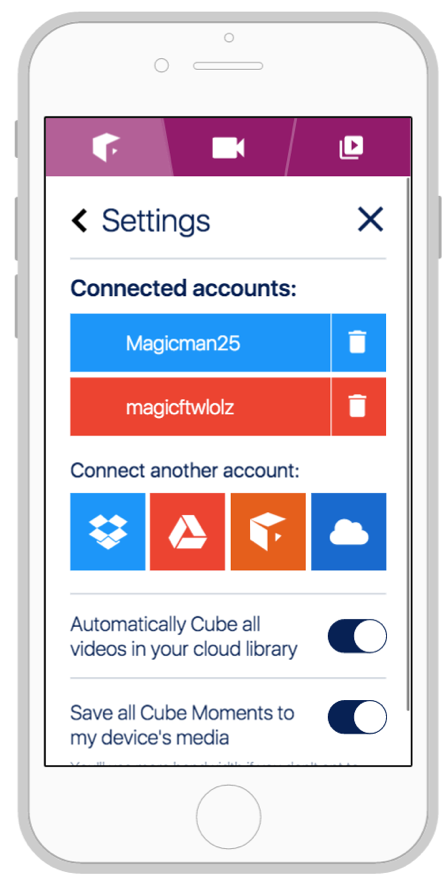 Settings
Connected accounts:
Magicman25
magicftwlolz
Connect another account:
Automatically Cube all
videos in your cloud library
Save all Cube Moments to
my device's media